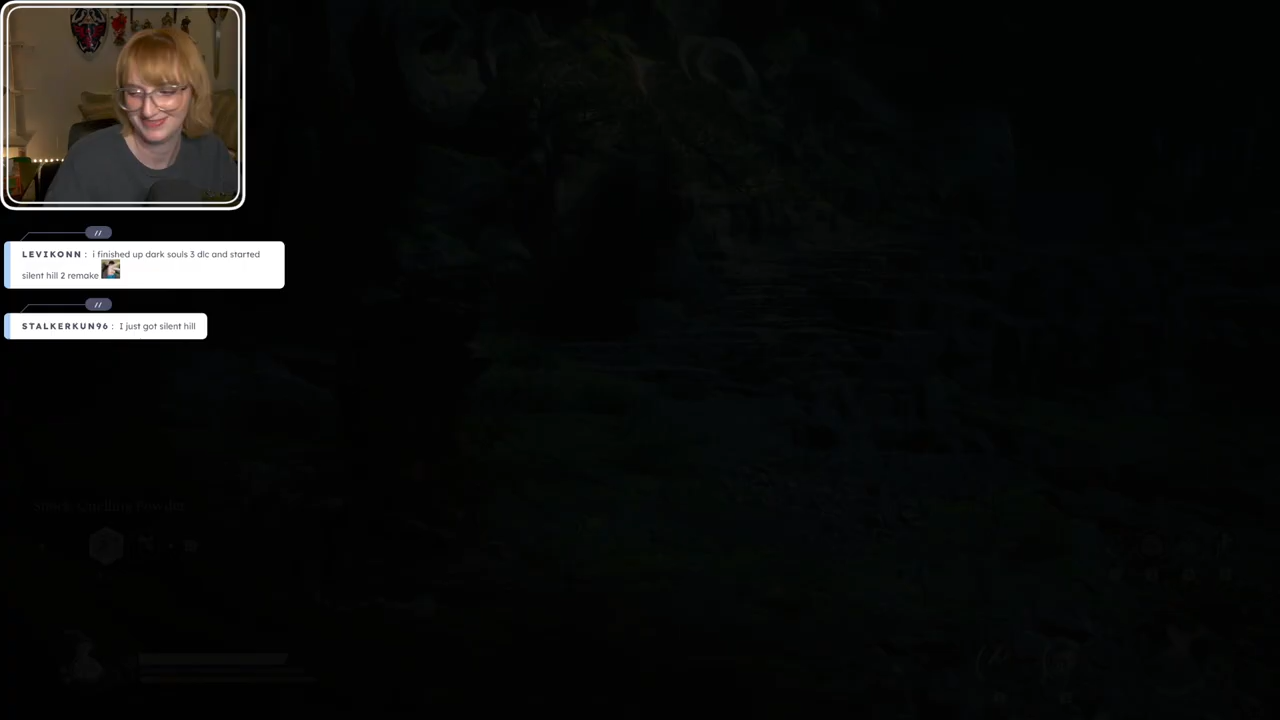 //
LEVIKONN : i finished up dark souls 3 dlc and started
silent hill 2 remake
//
STALKERKUN96 : I just got silent hill